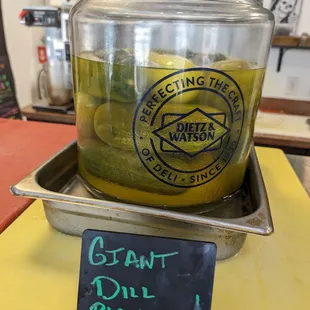 PERFECTING THE CRAFT
DIETZ &
WATSON
OF DELI - SINCE
GIANT
DILL